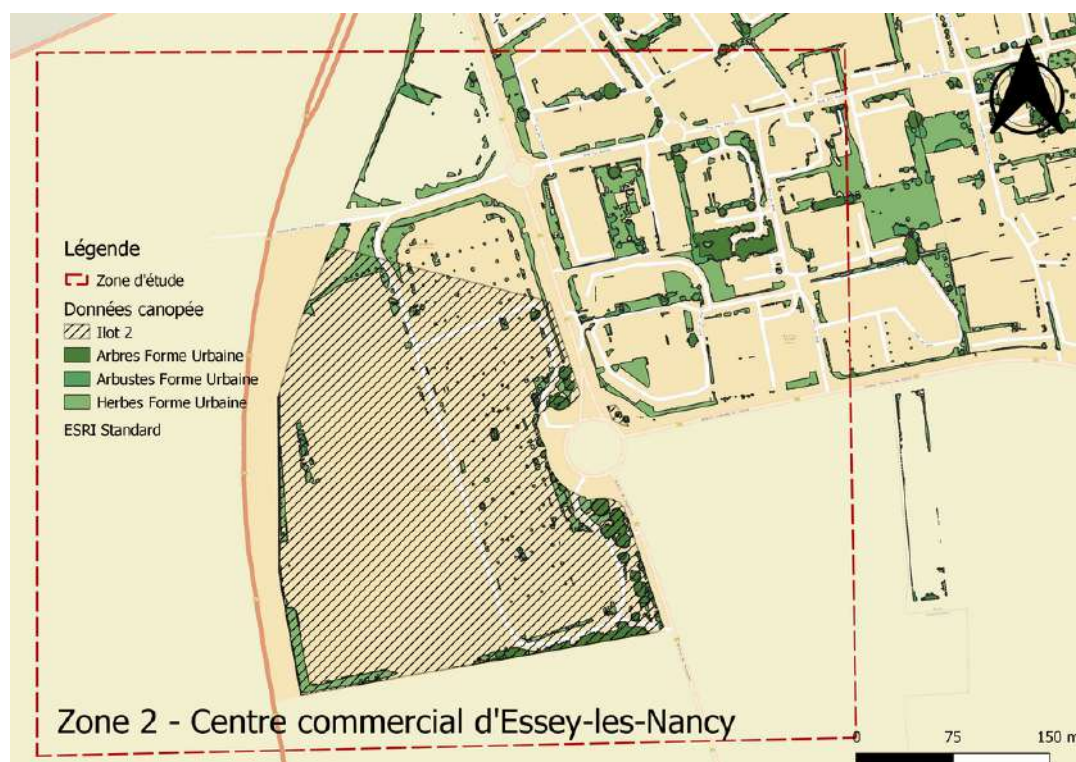 Légende
Zone d'étude
Données canopée
Ilot 2
Arbres Forme Urbaine
Arbustes Forme Urbaine
Herbes Forme Urbaine
ESRI Standard
Zone 2 - Centre commercial d'Essey-les-Nancy
0 75 150 m